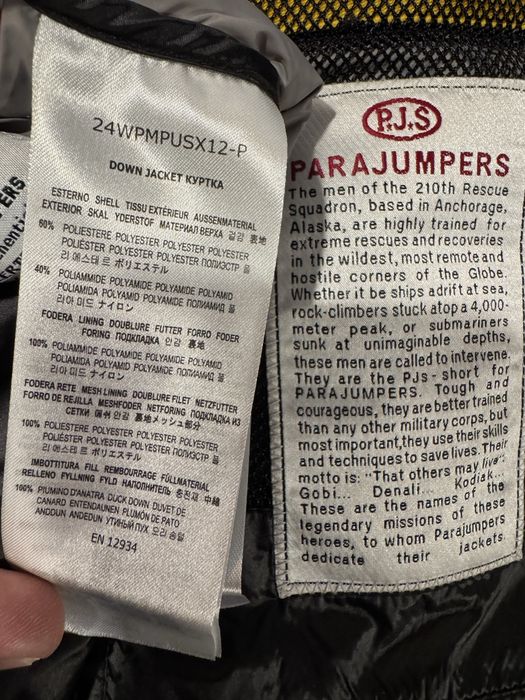 24WPMPUSX12-P
DOWN JACKET КУРТКА
ESTERNO SHELL TISSU EXTÉRIEUR AUSSENMATERIAL
EXTERIOR SKAL YDERSTOF МАТЕРИАЛ ВЕРХА 겉감 裏地
60% POLIESTERE POLYESTER POLYESTER POLYESTER
POLIÉSTER POLYESTER POLYESTER ПОЛИЭСТР 폴
리 에스테르 ポリエステル
40% POLIAMMIDE POLYAMIDE POLYAMIDE POLYAMID
POLYAMIDA POLYAMID POLYAMID ПОЛИАМИД 폴
리아 미드 ナイロン
FODERA LINING DOUBLURE FUTTER FORRO FODER
FORING ПОДКЛАДКА 안감 裏地
100% POLIAMMIDE POLYAMIDE POLYAMIDE POLYAMID
POLYAMIDA POLYAMID POLYAMID ПОЛИАМИД 폴
리아 미드 ナイロン
FODERA RETE MESH LINING DOUBLURE FILET NETZFUTTER
FORRO DE REJILLA MESHFODER NETFORING ПОДКЛАДКА ИЗ
СЕТКИ 매쉬 안감 裏地メッシュ部分
100% POLIESTERE POLYESTER POLYESTER POLYESTER
POLIÉSTER POLYESTER POLYESTER ПОЛИЭСТР 폴
리 에스테르 ポリエステル
IMBOTTITURA FILL REMBOURRAGE FÜLLMATERIAL
RELLENO FYLLNING FYLD НАПОЛНИТЕЛЬ 충전재 中綿
100% PIUMINO D'ANATRA DUCK DOWN DUVET DE
CANARD ENTENDAUNEN PLUMÓN DE PATO
ANDDUN ANDEDUN УТИНЫЙ ПУХ 오리 솜털
EN 12934
P.J.S
PARAJUMPERS
The men of the 210th Rescue
Squadron, based in Anchorage,
Alaska, are highly trained for
extreme rescues and recoveries
in the wildest, most remote and
hostile corners of the Globe.
Whether it be ships adrift at sea,
rock-climbers stuck atop a 4,000-
meter peak, or submariners
sunk at unimaginable depths,
these men are called to intervene.
They are the PJs - short for
PARAJUMPERS. Tough and
courageous, they are better trained
than any other military corps, but
most important,they use their skills
and techniques to save lives. Their
motto is: "That others may live".
Gobi... Denali... Kodiak...
These are the names of the
legendary missions of these
heroes, to whom Parajumpers
dedicate their jackets.